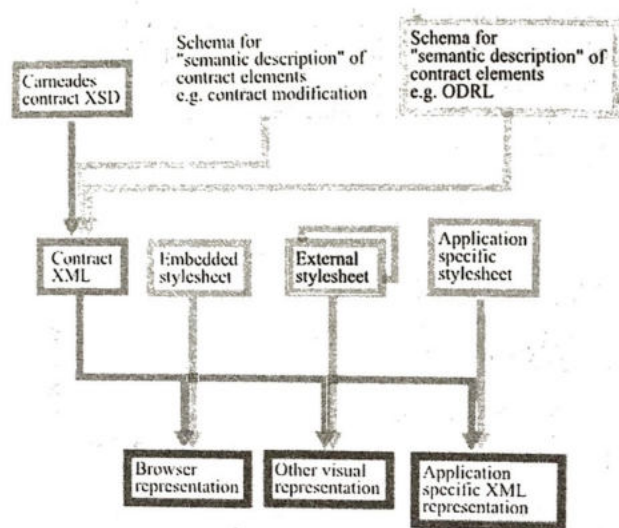 Carneades
contract XSD
Schema for
"semantic description" of
contract elements
e.g. contract modification
Schema for
"semantic description" of
contract elements
e.g. ODRL
Contract
XML
Embedded
stylesheet
External
stylesheet
Application
specific
stylesheet
Browser
representation
Other visual
representation
Application
specific XML
representation